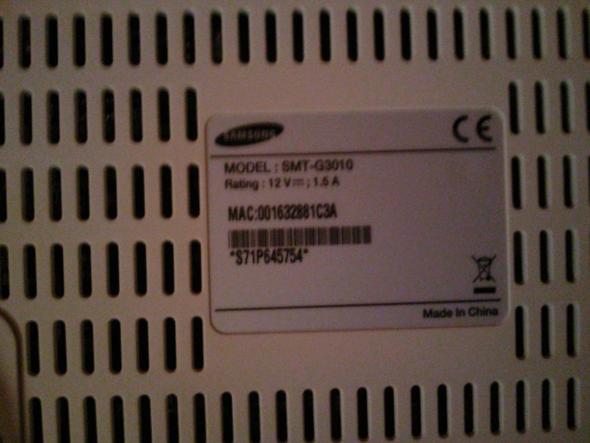 SAMSUNG
CE
MODEL : SMT-G3010
Rating : 12 V⎓ ; 1.5 A
MAC:001632881C3A
*S71P645754*
Made In China